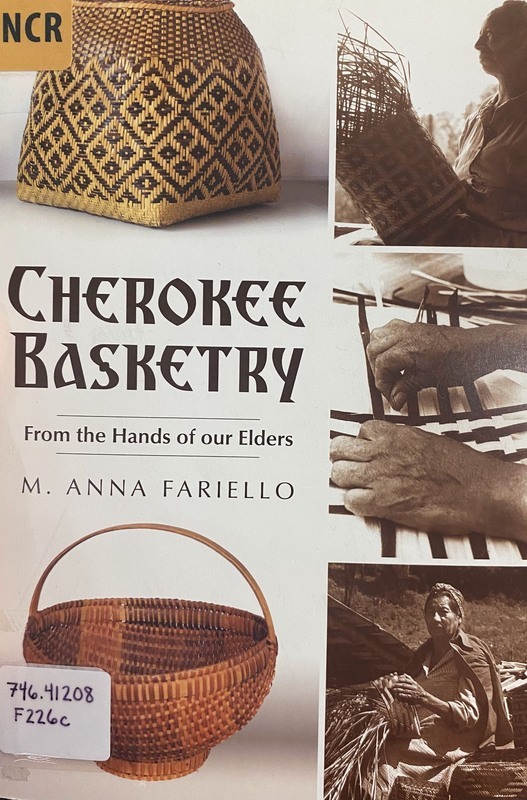 NCR
CHEROKEE
BASKETRY
From the Hands of our Elders
M. ANNA FARIELLO
746.41208
F226c